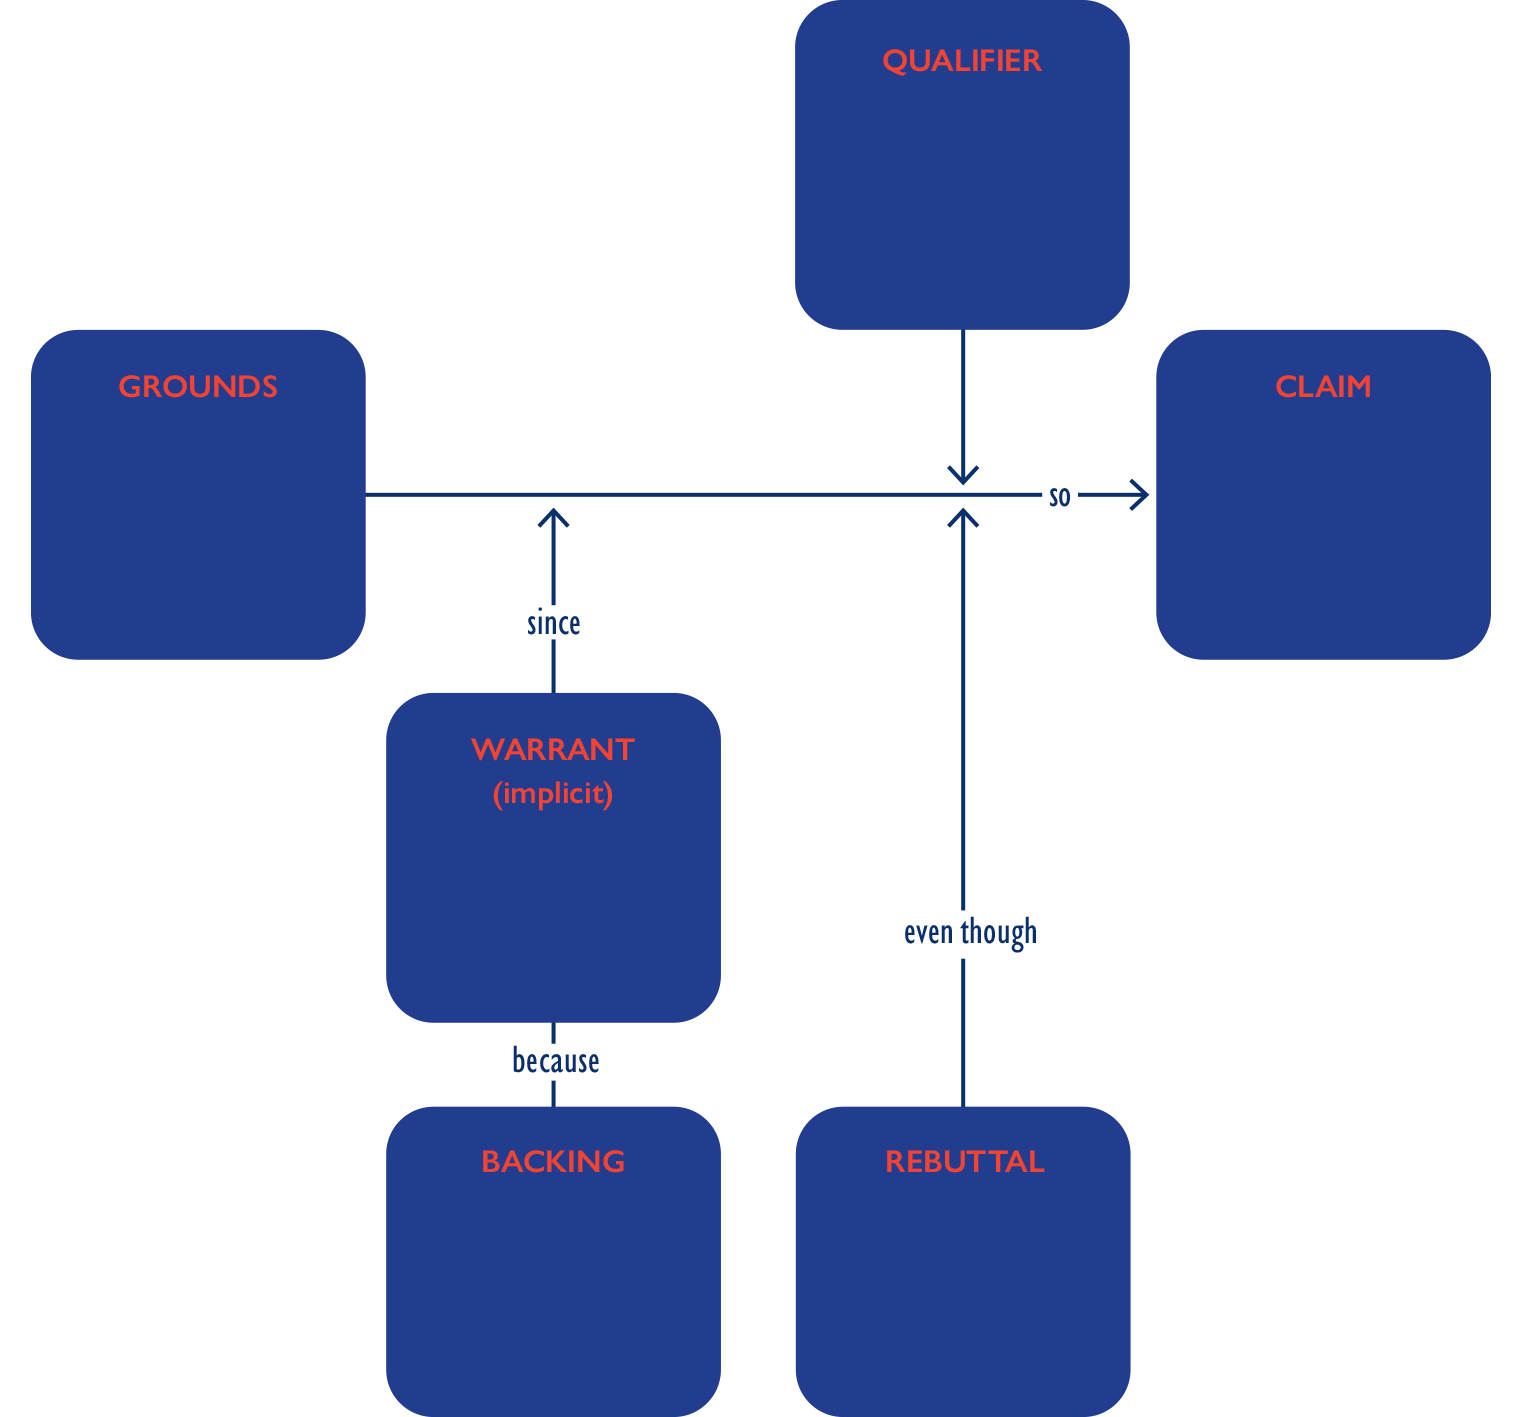 QUALIFIER
GROUNDS
CLAIM
so
since
WARRANT
(implicit)
even though
because
BACKING
REBUTTAL